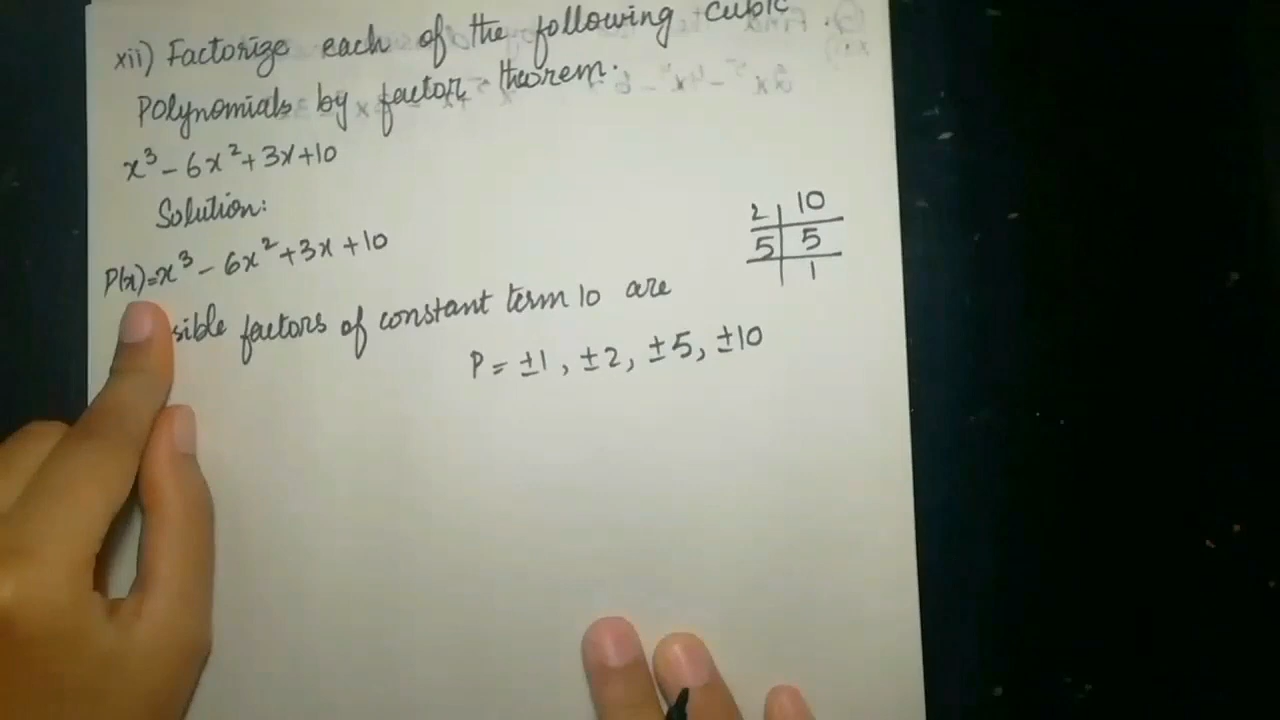 xii) Factorize each of the following cubic
Polynomials by factor theorem.
x³ - 6x² + 3x + 10
Solution:
P(x) = x³ - 6x² + 3x + 10
2 | 10
5 | 5
| 1
sible factors of constant term 10 are
P = ±1, ±2, ±5, ±10